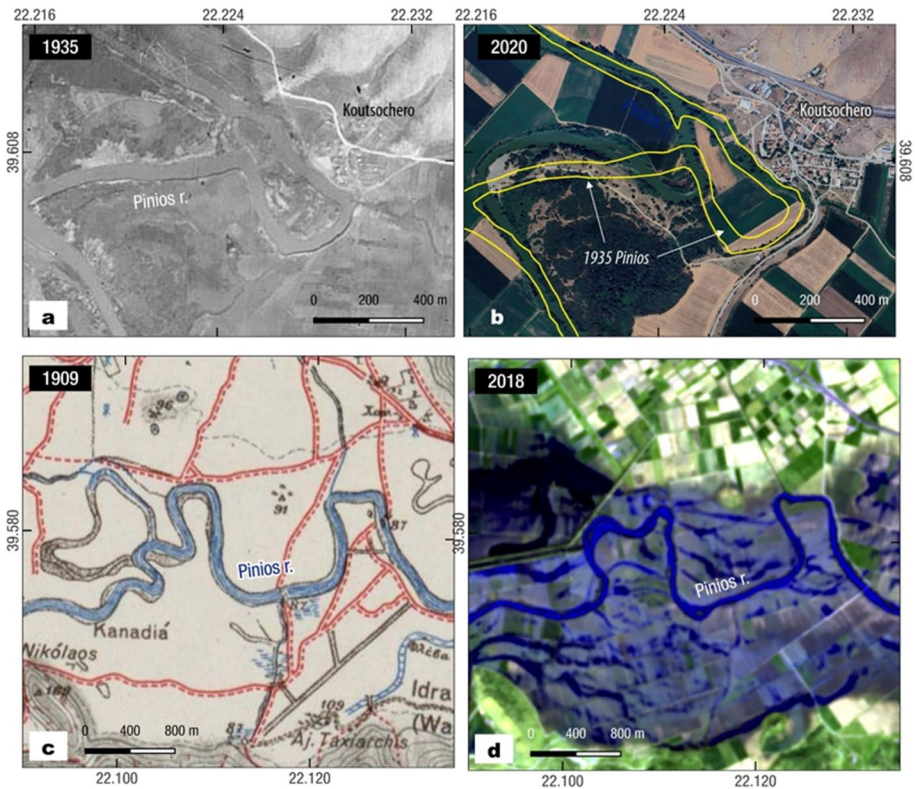 22.216 22.224 22.232 22.216 22.224 22.232
1935
Koutsochero
39.608
Pinios r.
0 200 400 m
a
2020
Koutsochero
39.608
1935 Pinios
0 200 400 m
b
1909
96
91
87
39.580
Pinios r.
87
Kanadiá
Nikólaos
Φλέβα
Idra
(Wa
109
Aj. Taxiarchis
0 400 800 m
c
2018
39.580
Pinios r.
0 400 800 m
d
22.100 22.120 22.100 22.120